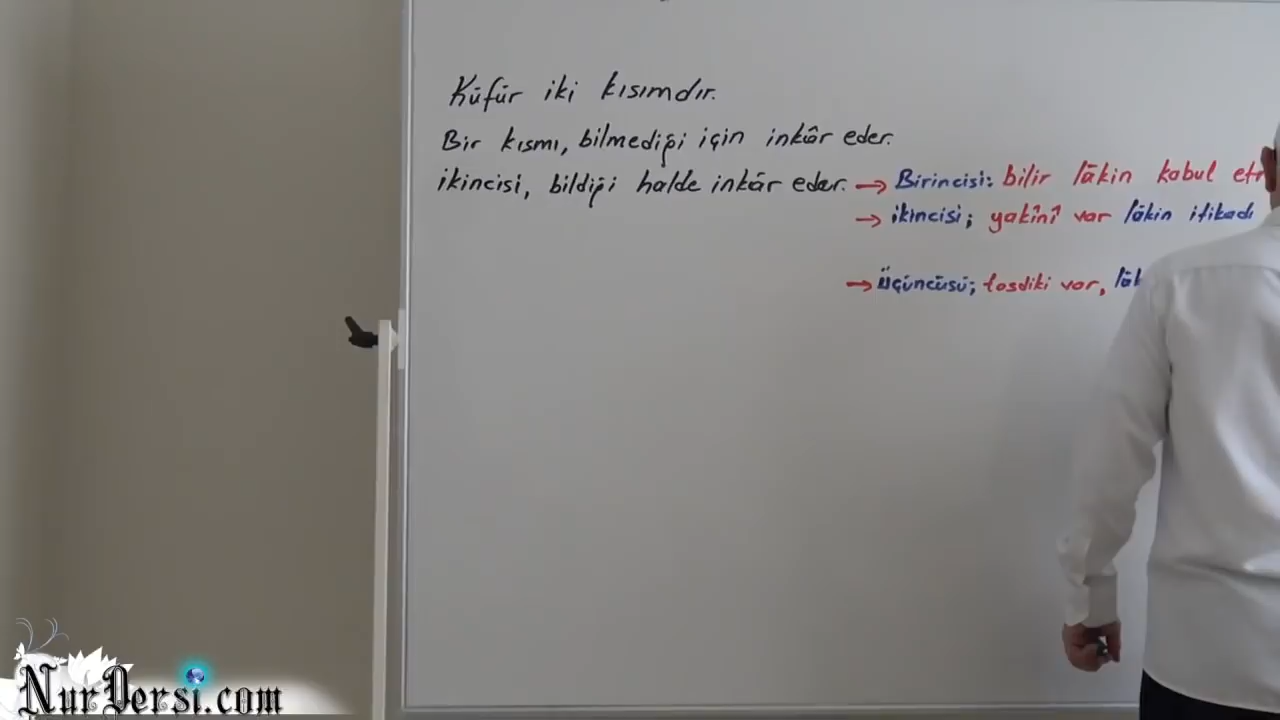 Küfür iki kısımdır.
Bir kısmı, bilmediği için inkâr eder.
ikincisi, bildiği halde inkâr eder. → Birincisi: bilir lâkin kabul
→ ikincisi; yakînî var lâkin itikadı
→ Üçüncüsü; tasdiki var,
NurDersi.com